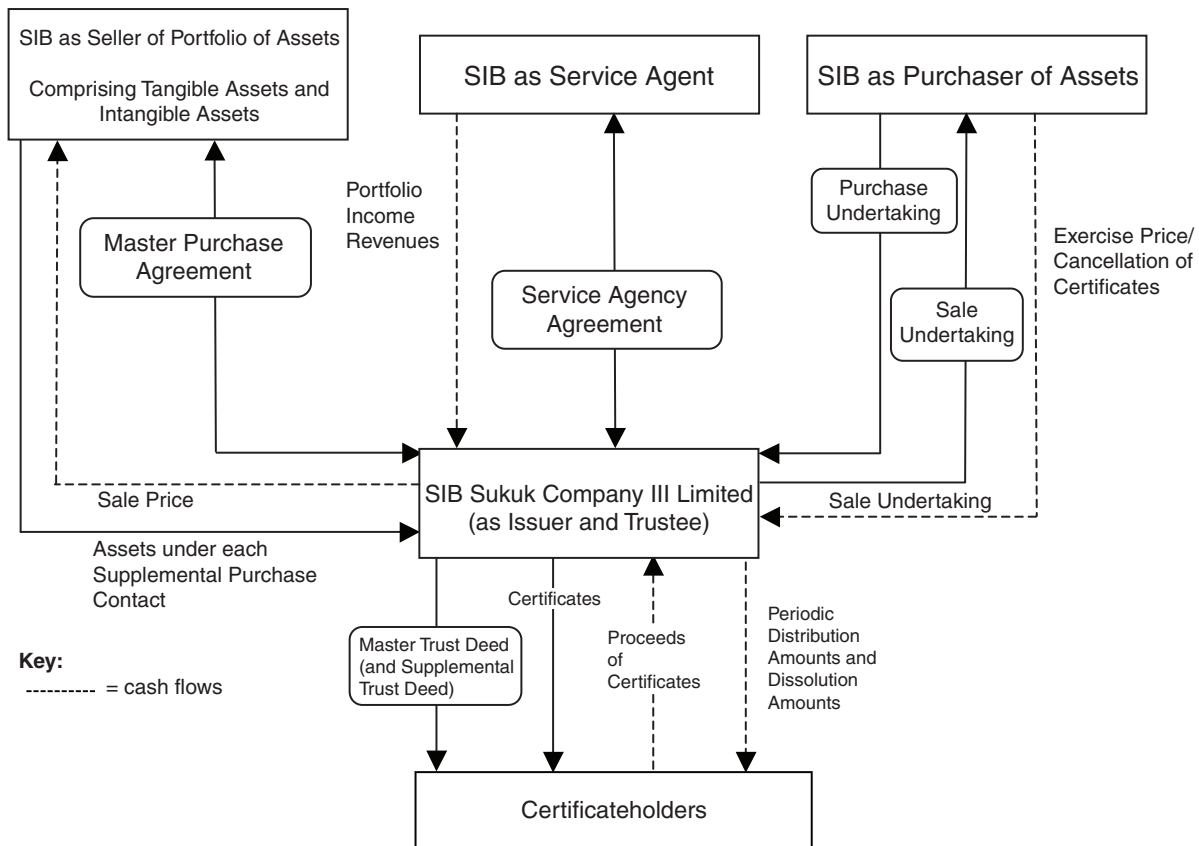 SIB as Seller of Portfolio of Assets
Comprising Tangible Assets and
Intangible Assets
SIB as Service Agent
SIB as Purchaser of Assets
Portfolio
Income
Revenues
Purchase
Undertaking
Master Purchase
Agreement
Exercise Price/
Cancellation of
Certificates
Service Agency
Agreement
Sale
Undertaking
Sale Price
SIB Sukuk Company III Limited
(as Issuer and Trustee)
Sale Undertaking
Assets under each
Supplemental Purchase
Contact
Certificates
Master Trust Deed
(and Supplemental
Trust Deed)
Proceeds
of
Certificates
Periodic
Distribution
Amounts and
Dissolution
Amounts
Key:
---------- = cash flows
Certificateholders